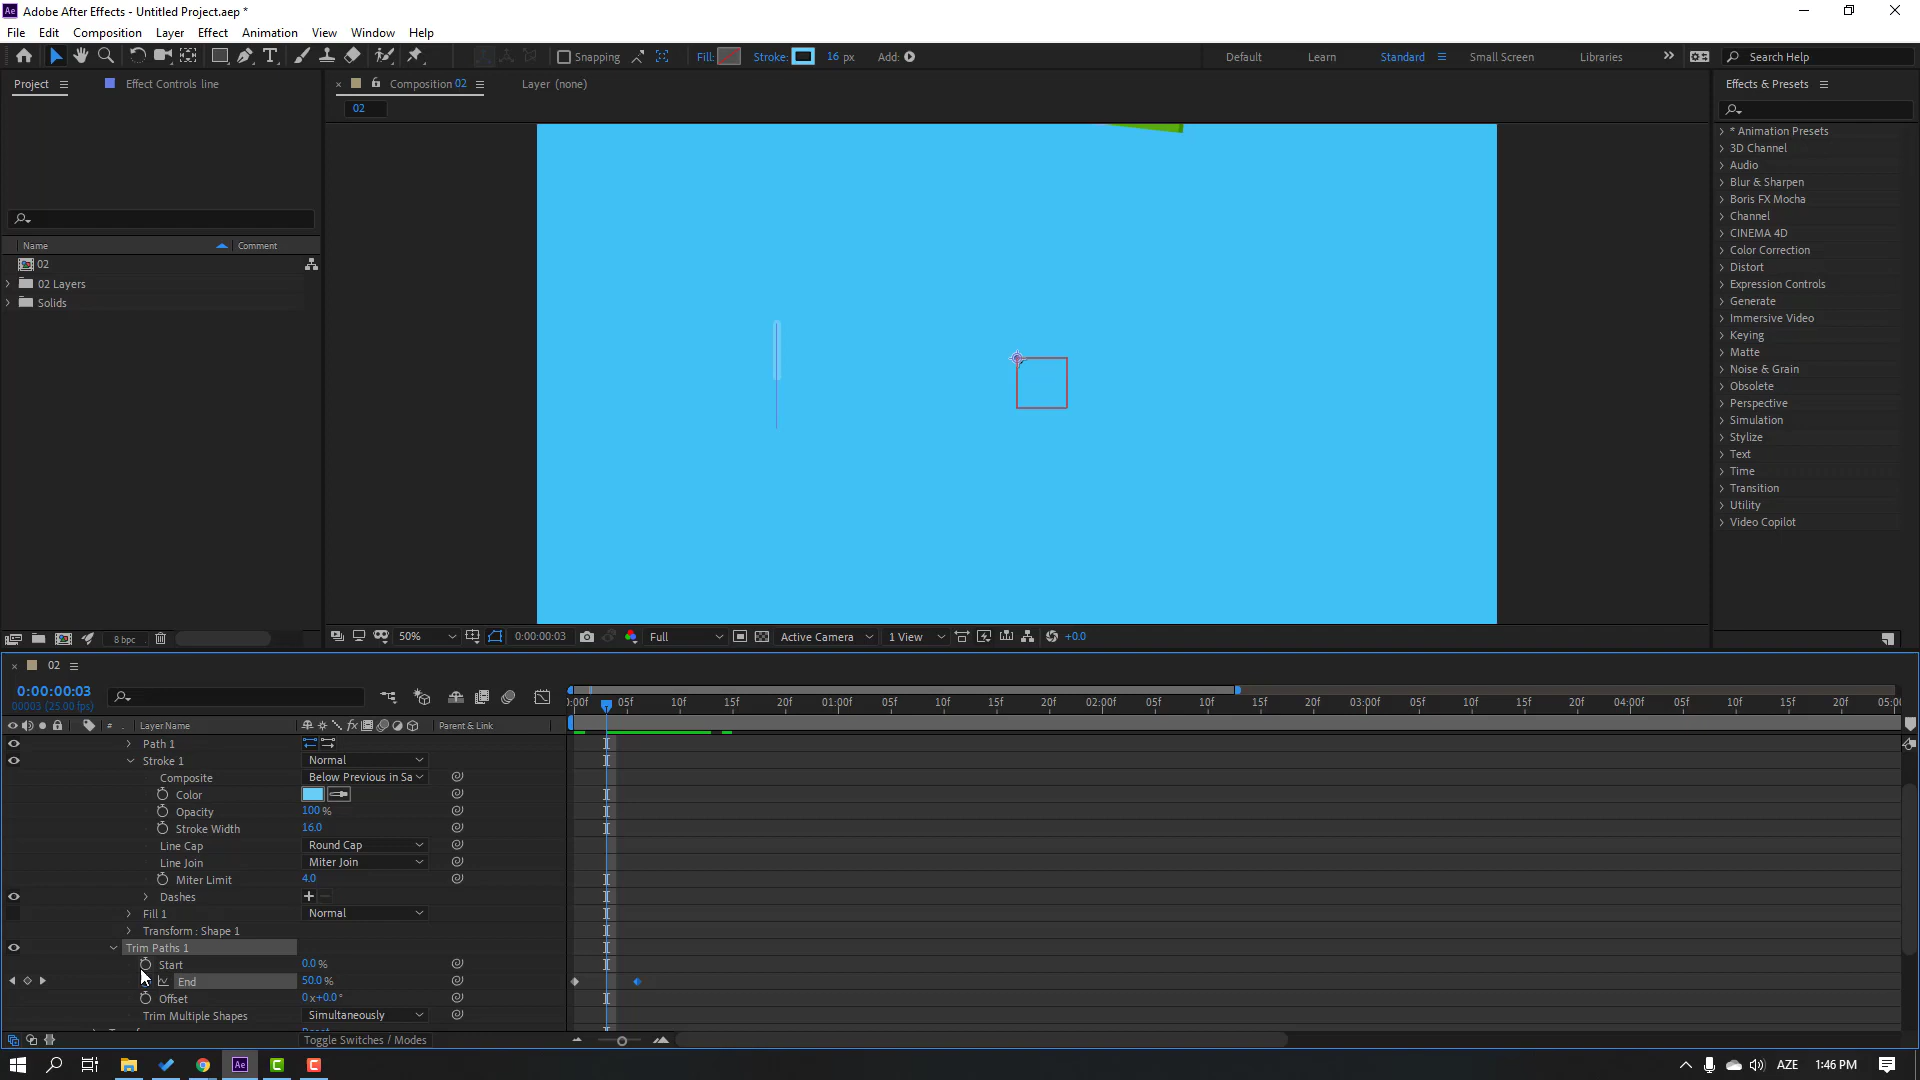 Ae Adobe After Effects - Untitled Project.aep *
File Edit Composition Layer Effect Animation View Window Help
Snapping Fill: Stroke: 16 px Add: Default Learn Standard Small Screen Libraries Search Help
Project Effect Controls line Composition 02 Layer (none) Effects & Presets
02
* Animation Presets
3D Channel
Audio
Blur & Sharpen
Boris FX Mocha
Channel
CINEMA 4D
Color Correction
Distort
Expression Controls
Generate
Immersive Video
Keying
Matte
Noise & Grain
Obsolete
Perspective
Simulation
Stylize
Text
Time
Transition
Utility
Video Copilot
Name Comment
02
02 Layers
Solids
8 bpc 50% 0:00:00:03 Full Active Camera 1 View +0.0
02
0:00:00:03
00003 (25.00 fps)
):00f 05f 10f 15f 20f 01:00f 05f 10f 15f 20f 02:00f 05f 10f 15f 20f 03:00f 05f 10f 15f 20f 04:00f 05f 10f 15f 20f 05:00
# . Layer Name fx Parent & Link
Path 1
Stroke 1 Normal
Composite Below Previous in Sa
Color
Opacity 100 %
Stroke Width 16.0
Line Cap Round Cap
Line Join Miter Join
Miter Limit 4.0
Dashes
Fill 1 Normal
Transform : Shape 1
Trim Paths 1
Start 0.0 %
End 50.0 %
Offset 0 x+0.0 °
Trim Multiple Shapes Simultaneously
Toggle Switches / Modes
Ae C C AZE 1:46 PM